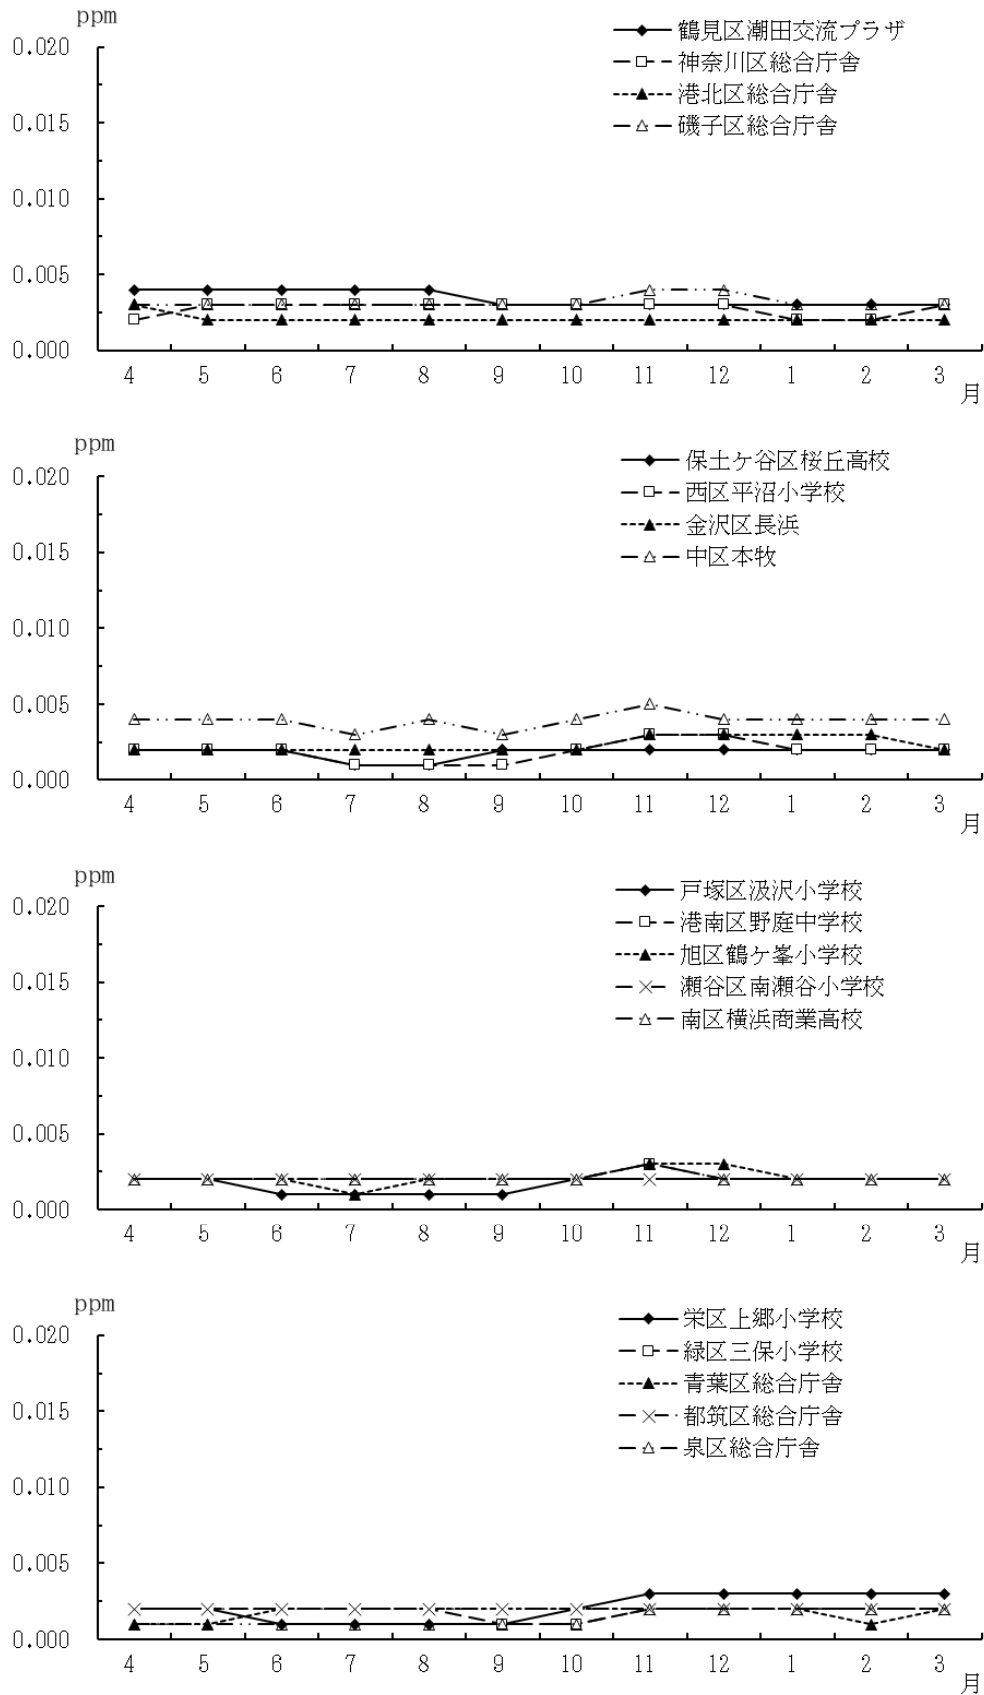 ppm
0.020
0.015
0.010
0.005
0.000
4 5 6 7 8 9 10 11 12 1 2 3
月
鶴見区潮田交流プラザ
神奈川区総合庁舎
港北区総合庁舎
磯子区総合庁舎
ppm
0.020
0.015
0.010
0.005
0.000
4 5 6 7 8 9 10 11 12 1 2 3
月
保土ケ谷区桜丘高校
西区平沼小学校
金沢区長浜
中区本牧
ppm
0.020
0.015
0.010
0.005
0.000
4 5 6 7 8 9 10 11 12 1 2 3
月
戸塚区汲沢小学校
港南区野庭中学校
旭区鶴ケ峯小学校
瀬谷区南瀬谷小学校
南区横浜商業高校
ppm
0.020
0.015
0.010
0.005
0.000
4 5 6 7 8 9 10 11 12 1 2 3
月
栄区上郷小学校
緑区三保小学校
青葉区総合庁舎
都筑区総合庁舎
泉区総合庁舎